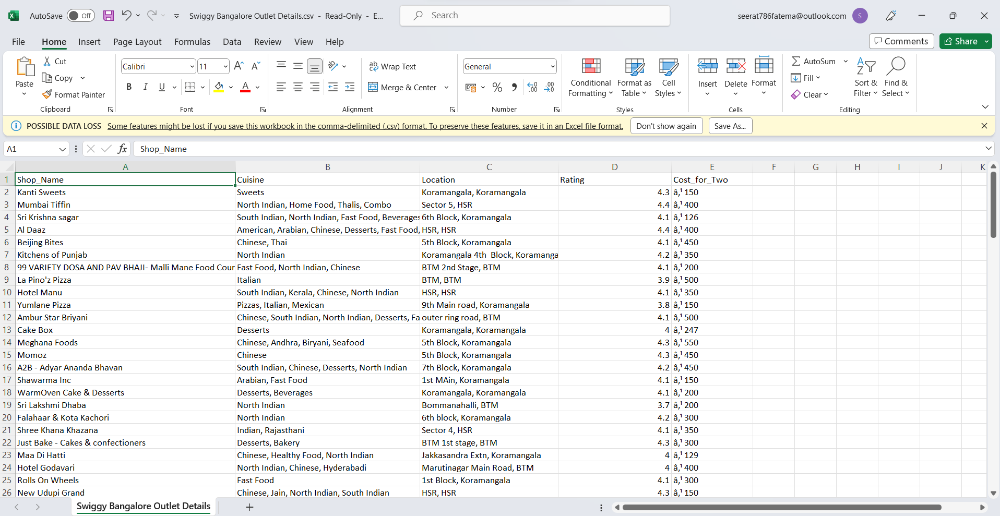 AutoSave Off Swiggy Bangalore Outlet Details.csv - Read-Only - E... Search seerat786fatema@outlook.com S
File Home Insert Page Layout Formulas Data Review View Help Comments Share
Paste Cut Copy Format Painter Clipboard
Calibri 11 B I U A Font
Wrap Text Merge & Center Alignment
General % Number
Conditional Formatting Format as Table Cell Styles Styles
Insert Delete Format Cells
AutoSum Fill Clear Sort & Filter Find & Select Editing
POSSIBLE DATA LOSS Some features might be lost if you save this workbook in the comma-delimited (.csv) format. To preserve these features, save it in an Excel file format. Don't show again Save As...
A1 fx Shop_Name
A B C D E F G H I J K
1 Shop_Name Cuisine Location Rating Cost_for_Two
2 Kanti Sweets Sweets Koramangala, Koramangala 4.3 â‚¹ 150
3 Mumbai Tiffin North Indian, Home Food, Thalis, Combo Sector 5, HSR 4.4 â‚¹ 400
4 Sri Krishna sagar South Indian, North Indian, Fast Food, Beverages 6th Block, Koramangala 4.1 â‚¹ 126
5 Al Daaz American, Arabian, Chinese, Desserts, Fast Food, HSR, HSR 4.4 â‚¹ 400
6 Beijing Bites Chinese, Thai 5th Block, Koramangala 4.1 â‚¹ 450
7 Kitchens of Punjab North Indian Koramangala 4th  Block, Koramanga 4.2 â‚¹ 350
8 99 VARIETY DOSA AND PAV BHAJI- Malli Mane Food Cour Fast Food, North Indian, Chinese BTM 2nd Stage, BTM 4.1 â‚¹ 200
9 La Pino'z Pizza Italian BTM, BTM 3.9 â‚¹ 500
10 Hotel Manu South Indian, Kerala, Chinese, North Indian HSR, HSR 4.1 â‚¹ 350
11 Yumlane Pizza Pizzas, Italian, Mexican 9th Main road, Koramangala 3.8 â‚¹ 150
12 Ambur Star Briyani Chinese, South Indian, North Indian, Desserts, Fa outer ring road, BTM 4.1 â‚¹ 500
13 Cake Box Desserts Koramangala, Koramangala 4 â‚¹ 247
14 Meghana Foods Chinese, Andhra, Biryani, Seafood 5th Block, Koramangala 4.3 â‚¹ 550
15 Momoz Chinese 5th Block, Koramangala 4.3 â‚¹ 450
16 A2B - Adyar Ananda Bhavan South Indian, Chinese, Desserts, North Indian 7th Block, Koramangala 4.2 â‚¹ 450
17 Shawarma Inc Arabian, Fast Food 1st MAin, Koramangala 4.1 â‚¹ 150
18 WarmOven Cake & Desserts Desserts, Beverages Koramangala, Koramangala 4.1 â‚¹ 200
19 Sri Lakshmi Dhaba North Indian Bommanahalli, BTM 3.7 â‚¹ 200
20 Falahaar & Kota Kachori North Indian 6th block, Koramangala 4.2 â‚¹ 300
21 Shree Khana Khazana Indian, Rajasthani Sector 4, HSR 4.1 â‚¹ 350
22 Just Bake - Cakes & confectioners Desserts, Bakery BTM 1st stage, BTM 4.3 â‚¹ 300
23 Maa Di Hatti Chinese, Healthy Food, North Indian Jakkasandra Extn, Koramangala 4 â‚¹ 129
24 Hotel Godavari North Indian, Chinese, Hyderabadi Marutinagar Main Road, BTM 4 â‚¹ 400
25 Rolls On Wheels Fast Food 1st Block, Koramangala 4.1 â‚¹ 300
26 New Udupi Grand Chinese, Jain, North Indian, South Indian HSR, HSR 4.3 â‚¹ 150
Swiggy Bangalore Outlet Details